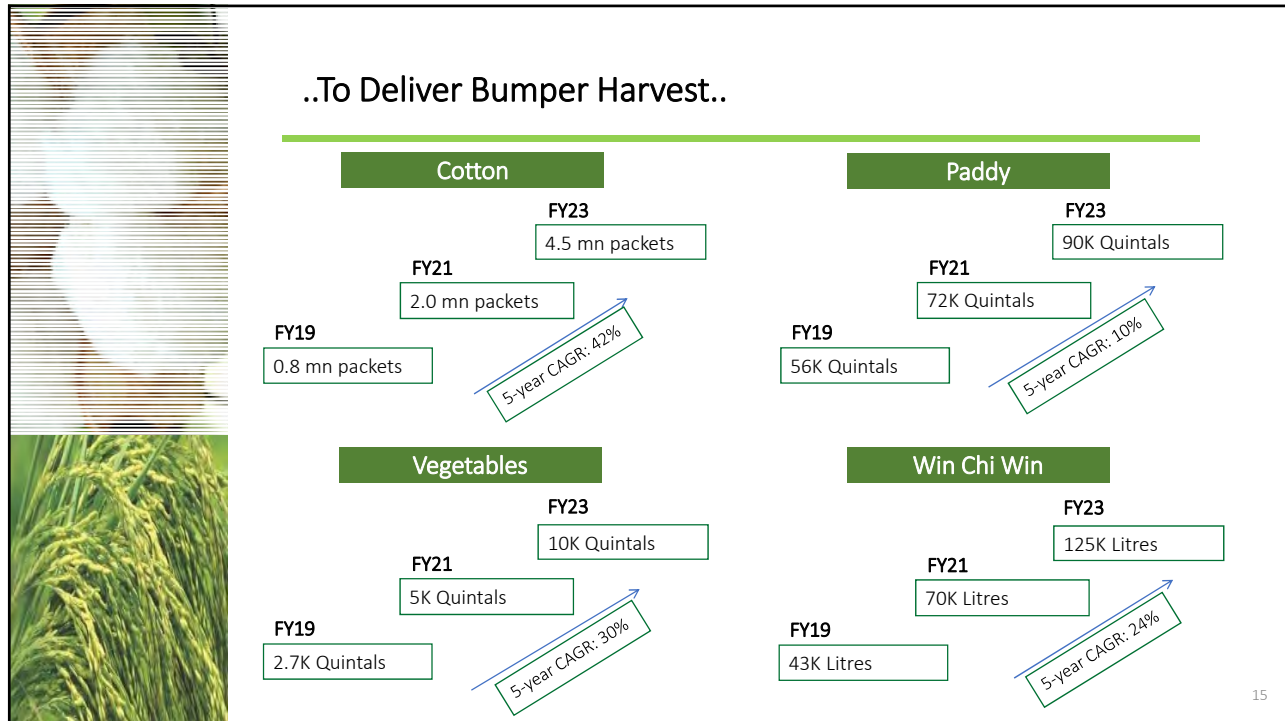 ..To Deliver Bumper Harvest..
Cotton
FY23
4.5 mn packets
FY21
2.0 mn packets
FY19
0.8 mn packets
5-year CAGR: 42%
Paddy
FY23
90K Quintals
FY21
72K Quintals
FY19
56K Quintals
5-year CAGR: 10%
Vegetables
FY23
10K Quintals
FY21
5K Quintals
FY19
2.7K Quintals
5-year CAGR: 30%
Win Chi Win
FY23
125K Litres
FY21
70K Litres
FY19
43K Litres
5-year CAGR: 24%
15